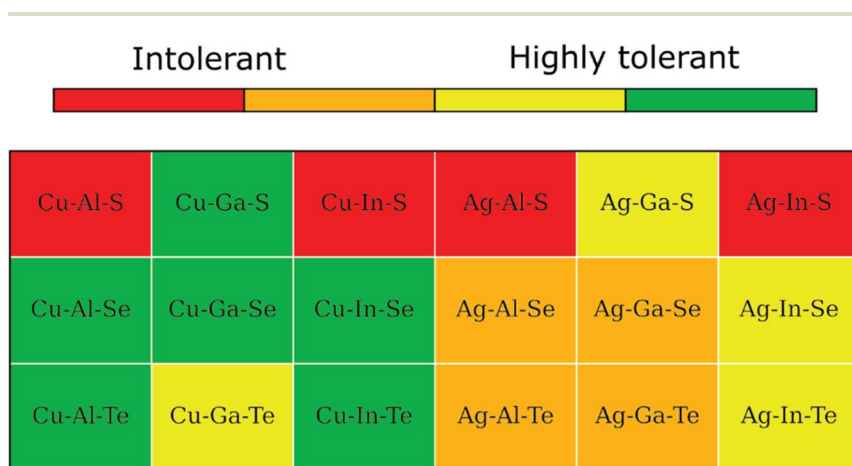 Intolerant Highly tolerant
Cu-Al-S Cu-Ga-S Cu-In-S Ag-Al-S Ag-Ga-S Ag-In-S
Cu-Al-Se Cu-Ga-Se Cu-In-Se Ag-Al-Se Ag-Ga-Se Ag-In-Se
Cu-Al-Te Cu-Ga-Te Cu-In-Te Ag-Al-Te Ag-Ga-Te Ag-In-Te